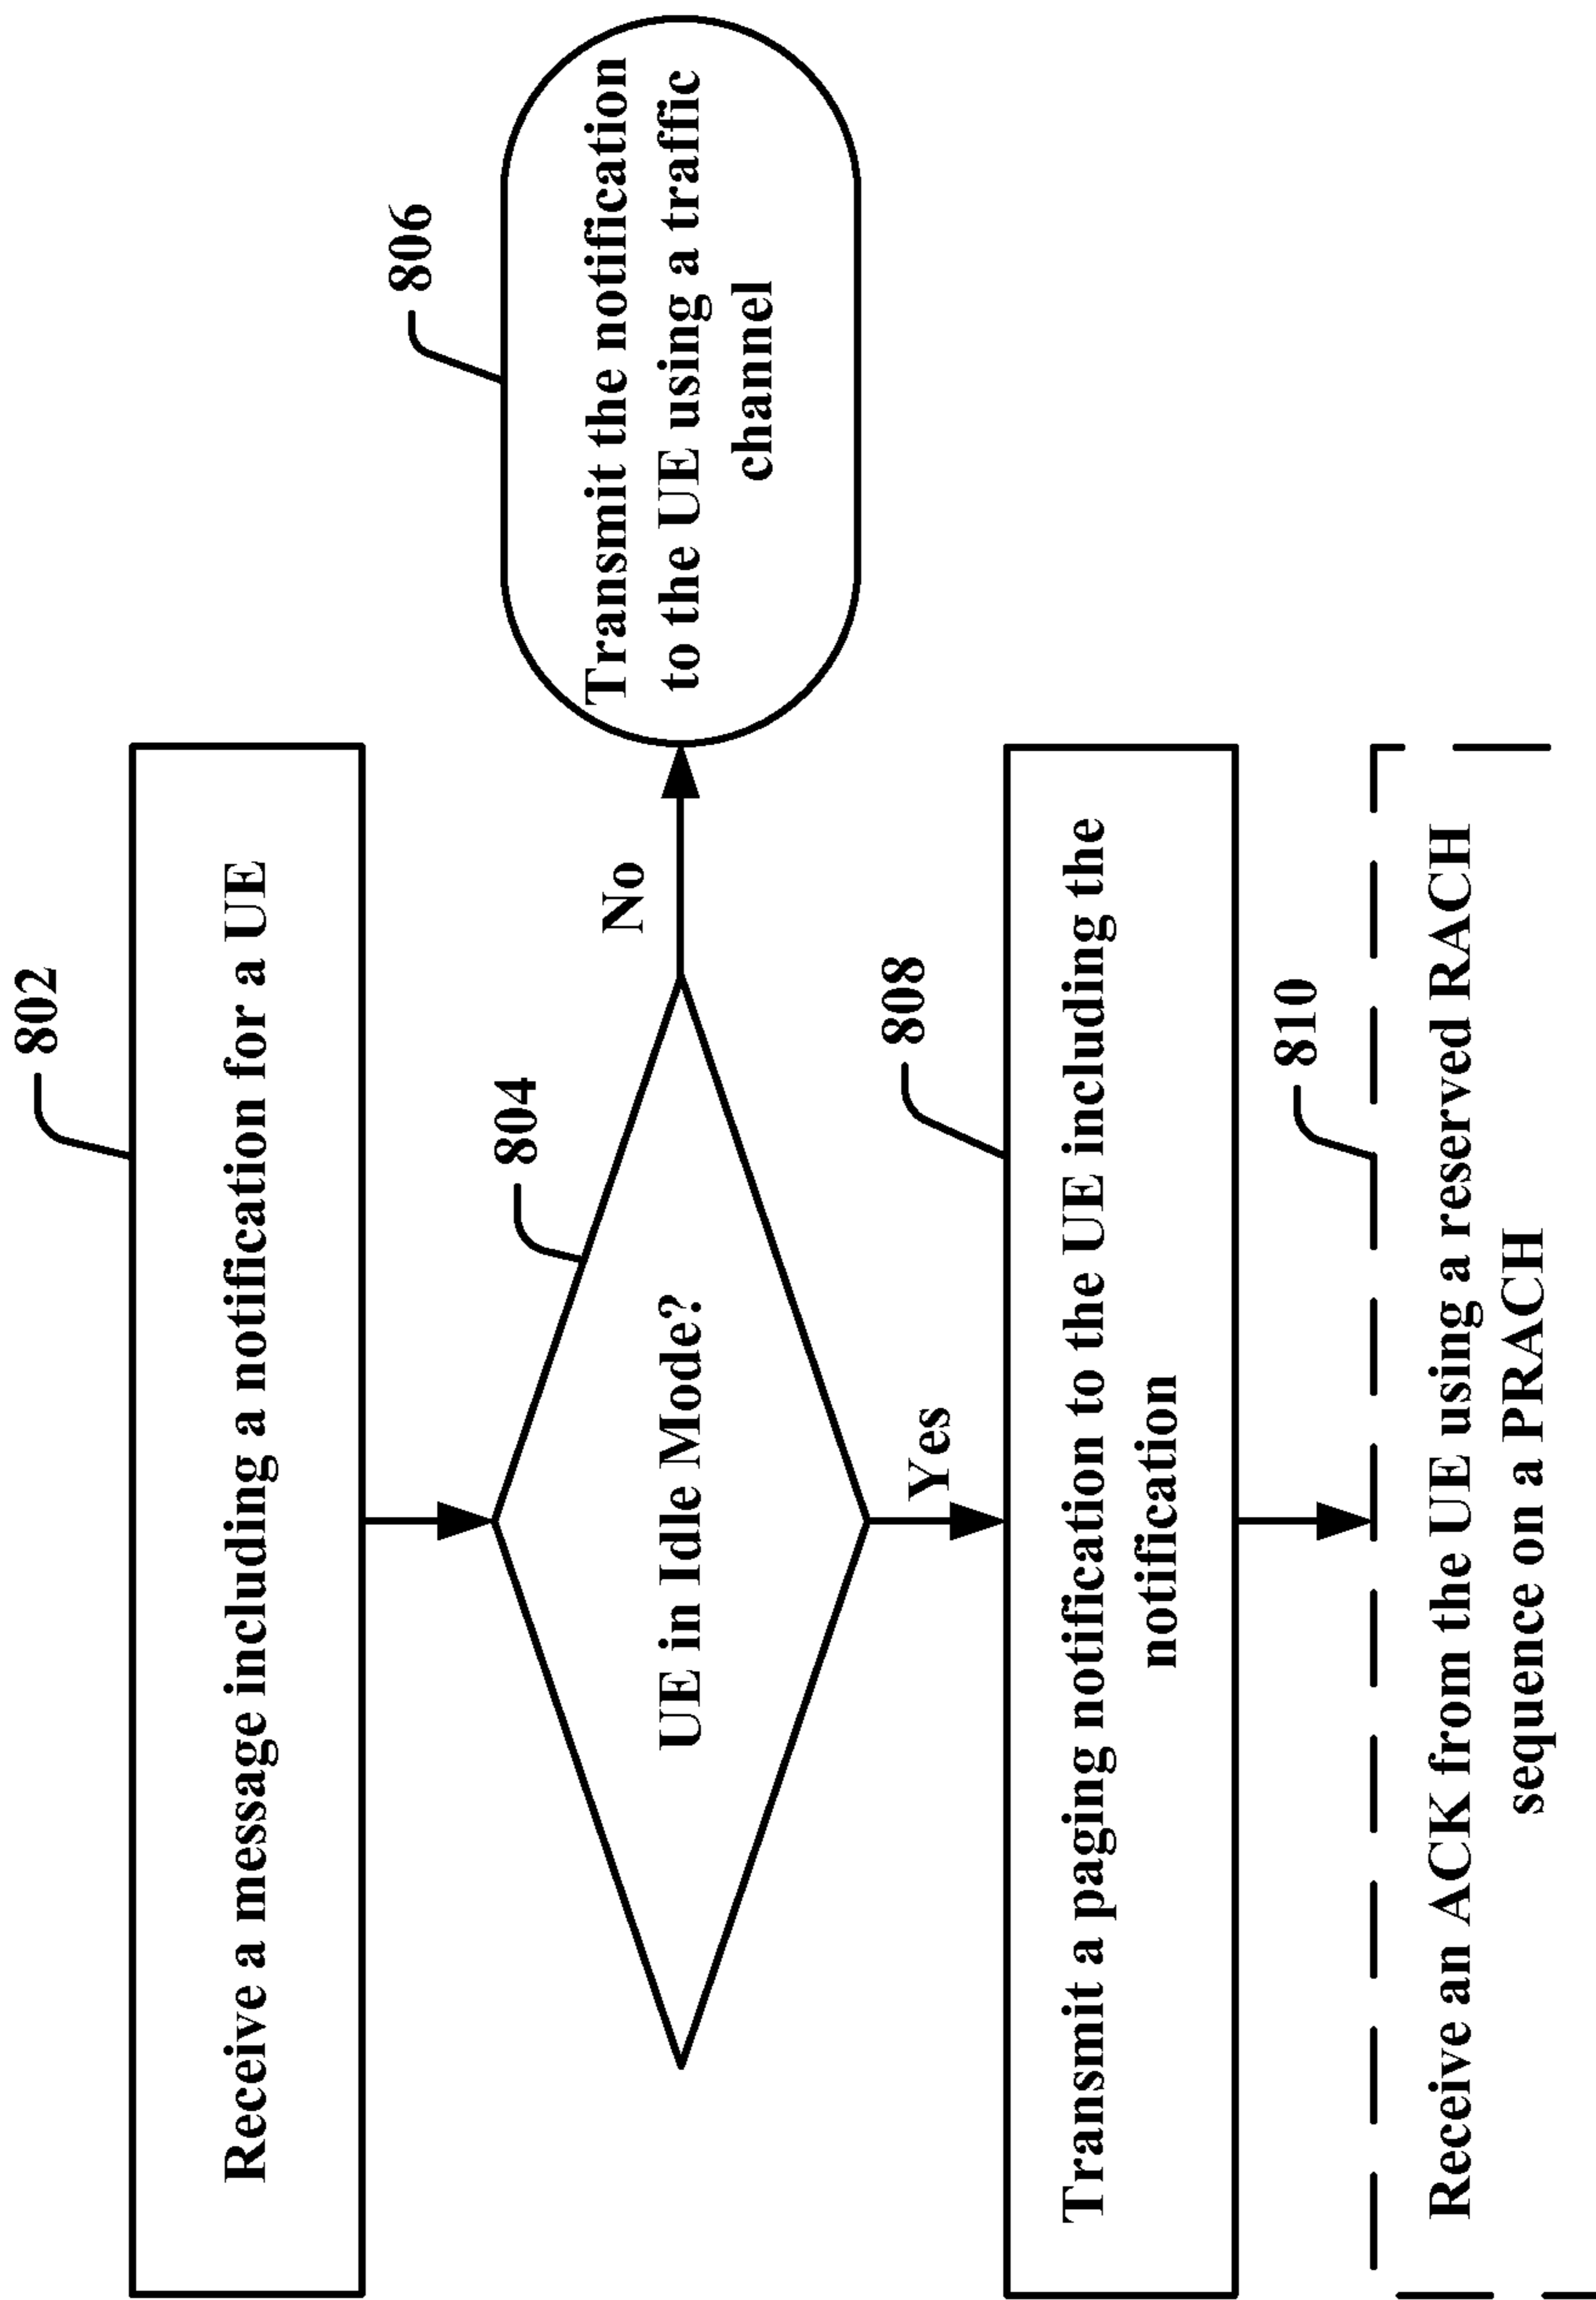 802
Receive a message including a notification for a UE
804
UE in Idle Mode?
No
806
Transmit the notification
to the UE using a traffic
channel
Yes
808
Transmit a paging notification to the UE including the
notification
810
Receive an ACK from the UE using a reserved RACH
sequence on a PRACH